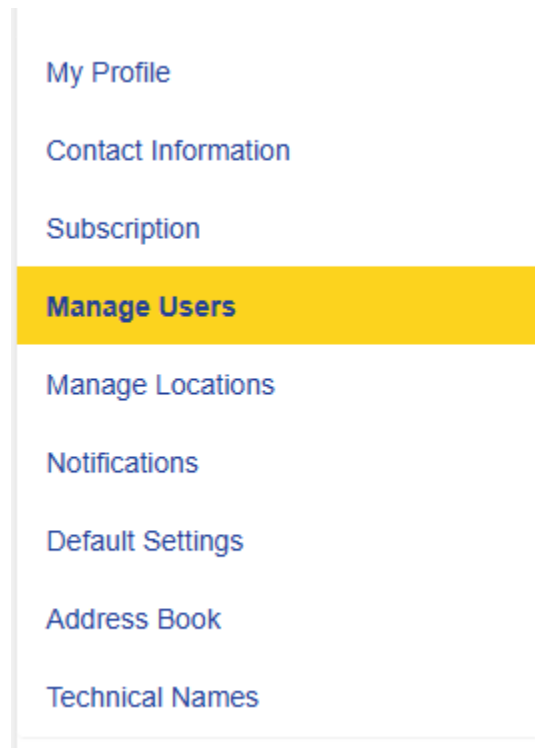 My Profile
Contact Information
Subscription
Manage Users
Manage Locations
Notifications
Default Settings
Address Book
Technical Names